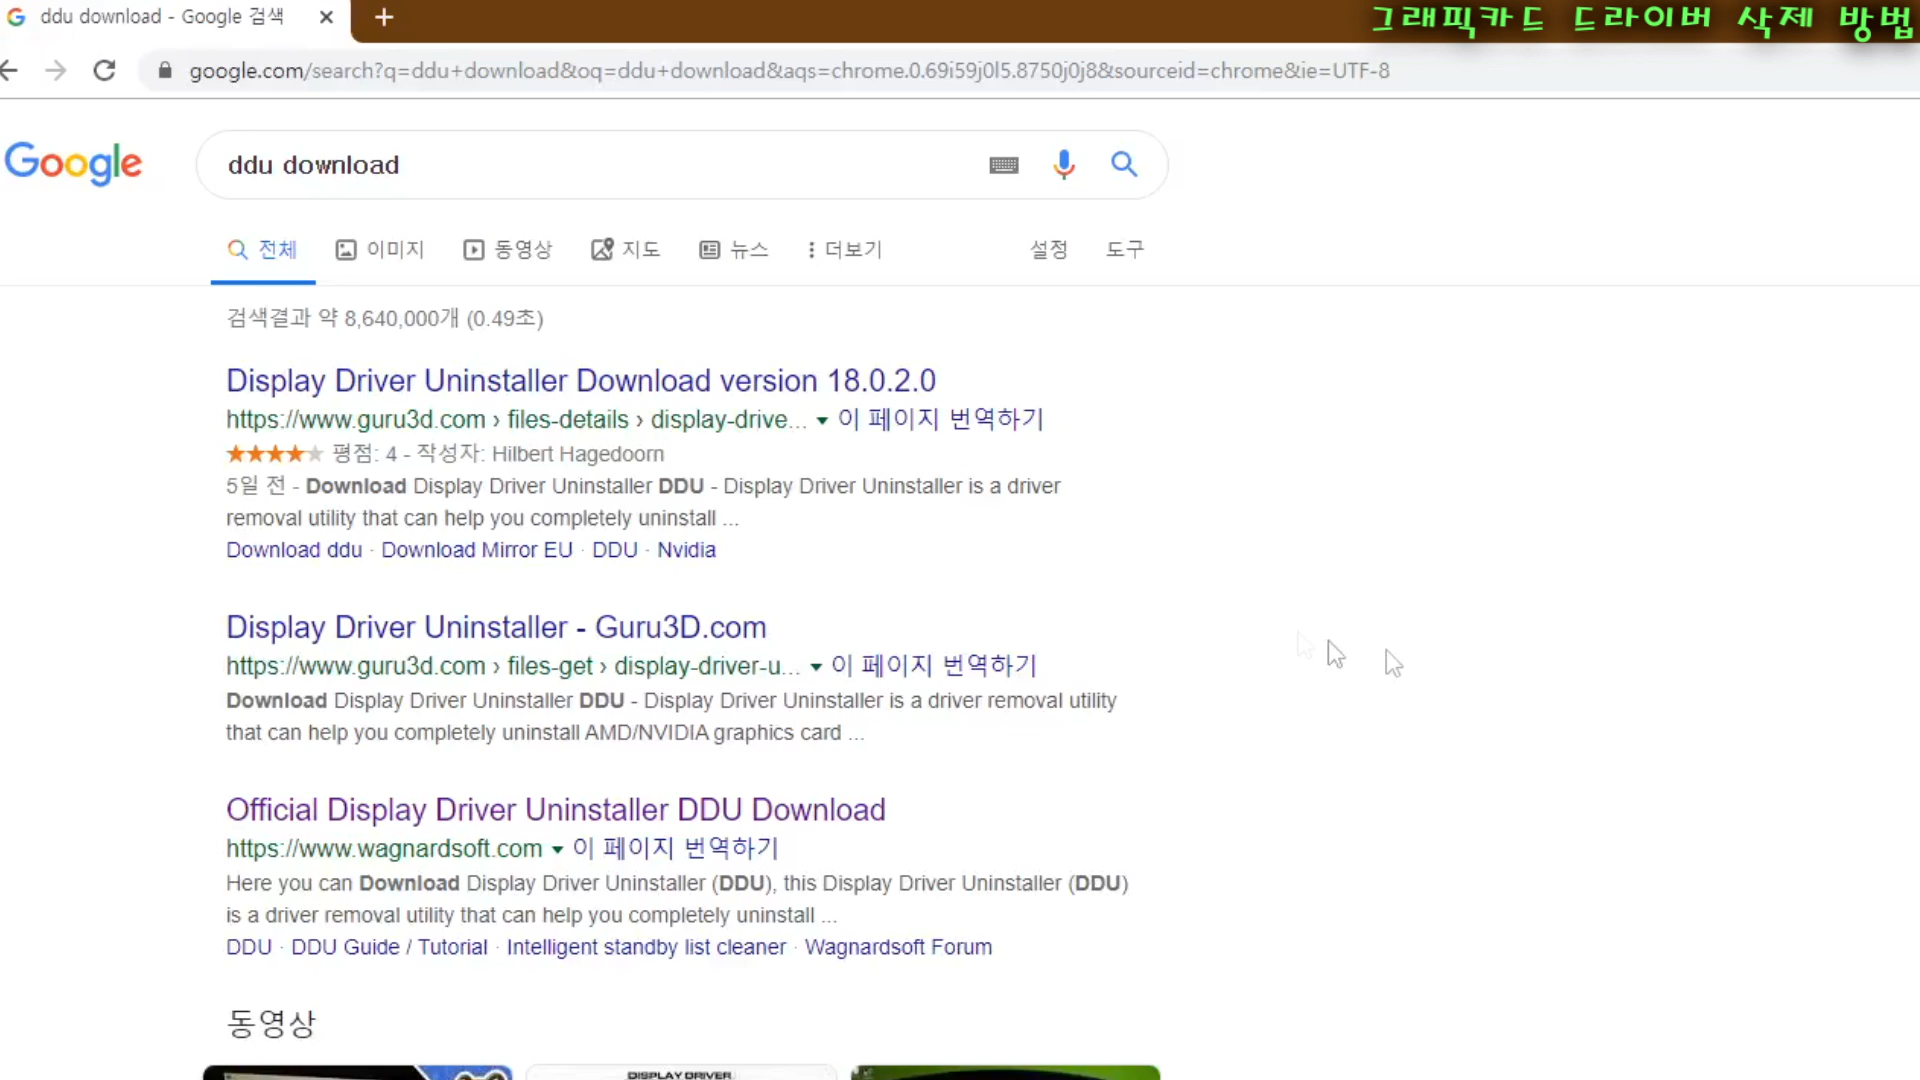 ddu download - Google 검색
그래픽카드 드라이버 삭제 방법
google.com/search?q=ddu+download&oq=ddu+download&aqs=chrome.0.69i59j0l5.8750j0j8&sourceid=chrome&ie=UTF-8
Google
ddu download
전체 이미지 동영상 지도 뉴스 더보기 설정 도구
검색결과 약 8,640,000개 (0.49초)
Display Driver Uninstaller Download version 18.0.2.0
https://www.guru3d.com › files-details › display-drive... ▼ 이 페이지 번역하기
★★★★★ 평점: 4 - 작성자: Hilbert Hagedoorn
5일 전 - Download Display Driver Uninstaller DDU - Display Driver Uninstaller is a driver
removal utility that can help you completely uninstall ...
Download ddu · Download Mirror EU · DDU · Nvidia
Display Driver Uninstaller - Guru3D.com
https://www.guru3d.com › files-get › display-driver-u... ▼ 이 페이지 번역하기
Download Display Driver Uninstaller DDU - Display Driver Uninstaller is a driver removal utility
that can help you completely uninstall AMD/NVIDIA graphics card ...
Official Display Driver Uninstaller DDU Download
https://www.wagnardsoft.com ▼ 이 페이지 번역하기
Here you can Download Display Driver Uninstaller (DDU), this Display Driver Uninstaller (DDU)
is a driver removal utility that can help you completely uninstall ...
DDU · DDU Guide / Tutorial · Intelligent standby list cleaner · Wagnardsoft Forum
동영상
DISPLAY DRIVER